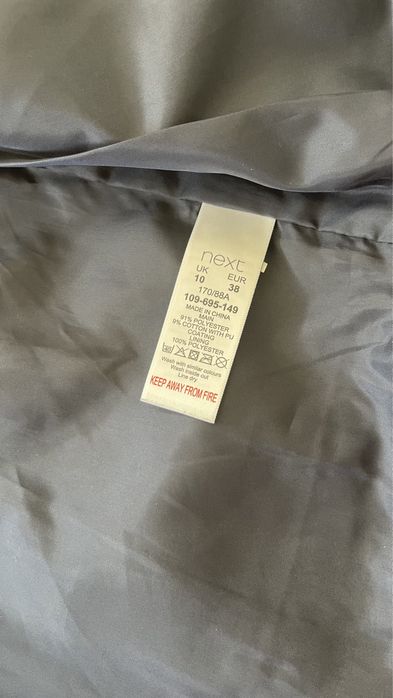 next
UK EUR
10 38
170/88A
109-695-149
MADE IN CHINA
MAIN
91% POLYESTER
9% COTTON WITH PU
COATING
LINING
100% POLYESTER
Wash with similar colours
Wash inside out
Line dry
KEEP AWAY FROM FIRE